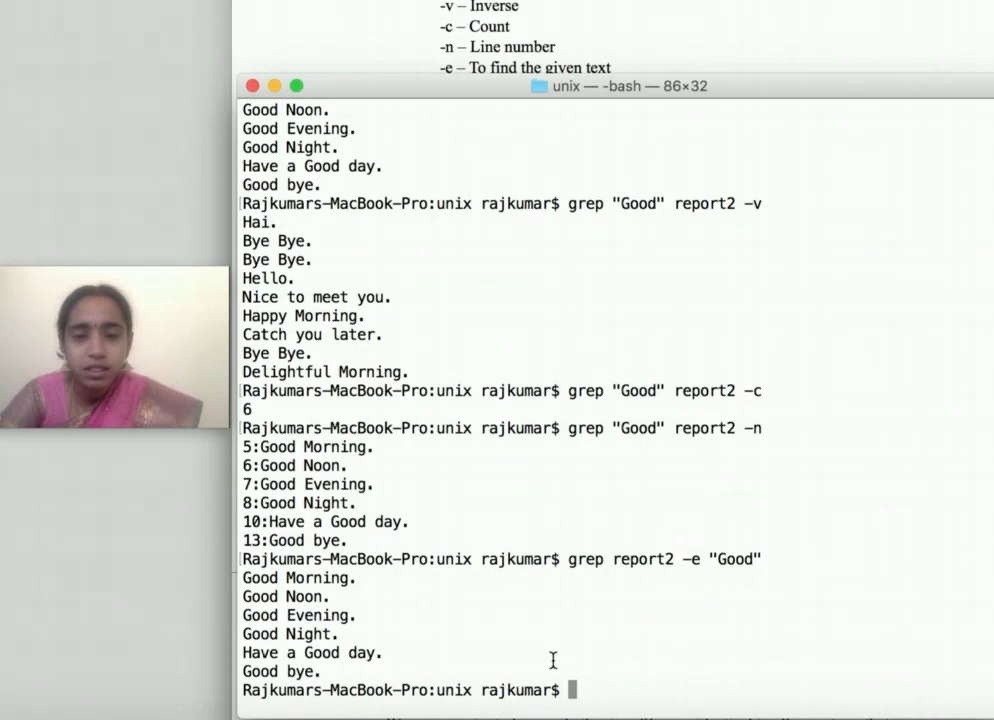 -v – Inverse
-c – Count
-n – Line number
-e – To find the given text
unix — -bash — 86×32
Good Noon.
Good Evening.
Good Night.
Have a Good day.
Good bye.
[Rajkumars-MacBook-Pro:unix rajkumar$ grep "Good" report2 -v
Hai.
Bye Bye.
Bye Bye.
Hello.
Nice to meet you.
Happy Morning.
Catch you later.
Bye Bye.
Delightful Morning.
[Rajkumars-MacBook-Pro:unix rajkumar$ grep "Good" report2 -c
6
[Rajkumars-MacBook-Pro:unix rajkumar$ grep "Good" report2 -n
5:Good Morning.
6:Good Noon.
7:Good Evening.
8:Good Night.
10:Have a Good day.
13:Good bye.
[Rajkumars-MacBook-Pro:unix rajkumar$ grep report2 -e "Good"
Good Morning.
Good Noon.
Good Evening.
Good Night.
Have a Good day.
Good bye.
Rajkumars-MacBook-Pro:unix rajkumar$